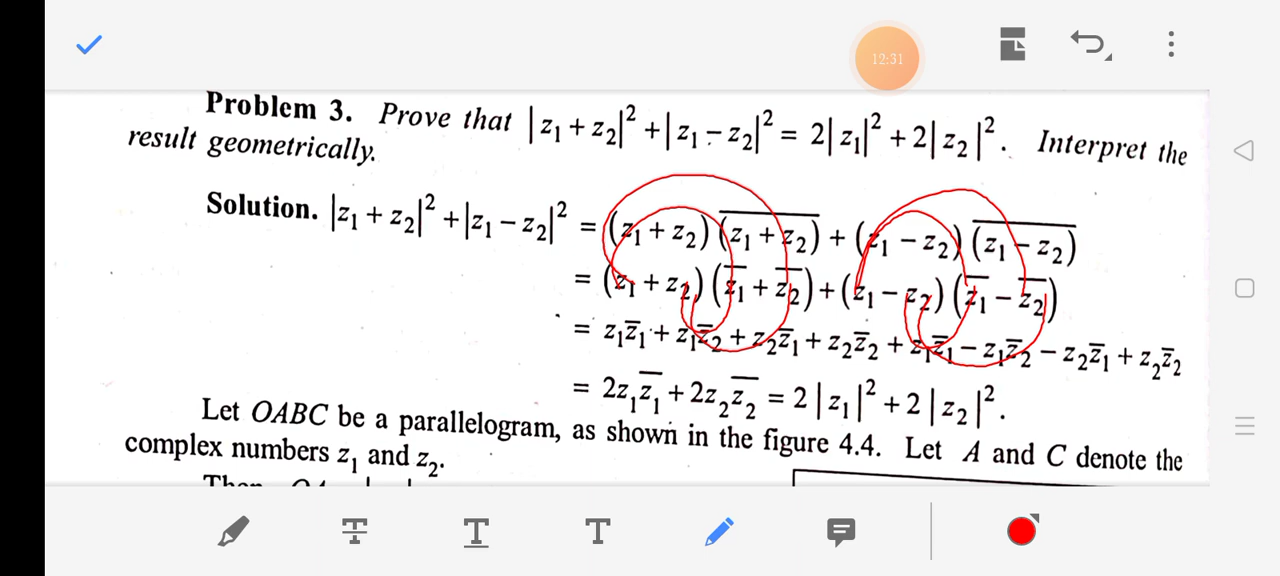 12:31
Problem 3. Prove that |z₁ + z₂|² + |z₁ − z₂|² = 2|z₁|² + 2|z₂|². Interpret the
result geometrically.
Solution. |z₁ + z₂|² + |z₁ − z₂|² = (z₁ + z₂) (z̅₁̅ ̅+̅ ̅z̅₂̅) + (z₁ − z₂) (z̅₁̅ ̅−̅ ̅z̅₂̅)
= (z₁ + z₂) (z̅₁ + z̅₂) + (z₁ − z₂) (z̅₁ − z̅₂)
= z₁z̅₁ + z₁z̅₂ + z₂z̅₁ + z₂z̅₂ + z₁z̅₁ − z₁z̅₂ − z₂z̅₁ + z₂z̅₂
= 2z₁z̅₁ + 2z₂z̅₂ = 2|z₁|² + 2|z₂|².
Let OABC be a parallelogram, as shown in the figure 4.4. Let A and C denote the
complex numbers z₁ and z₂.
T T T